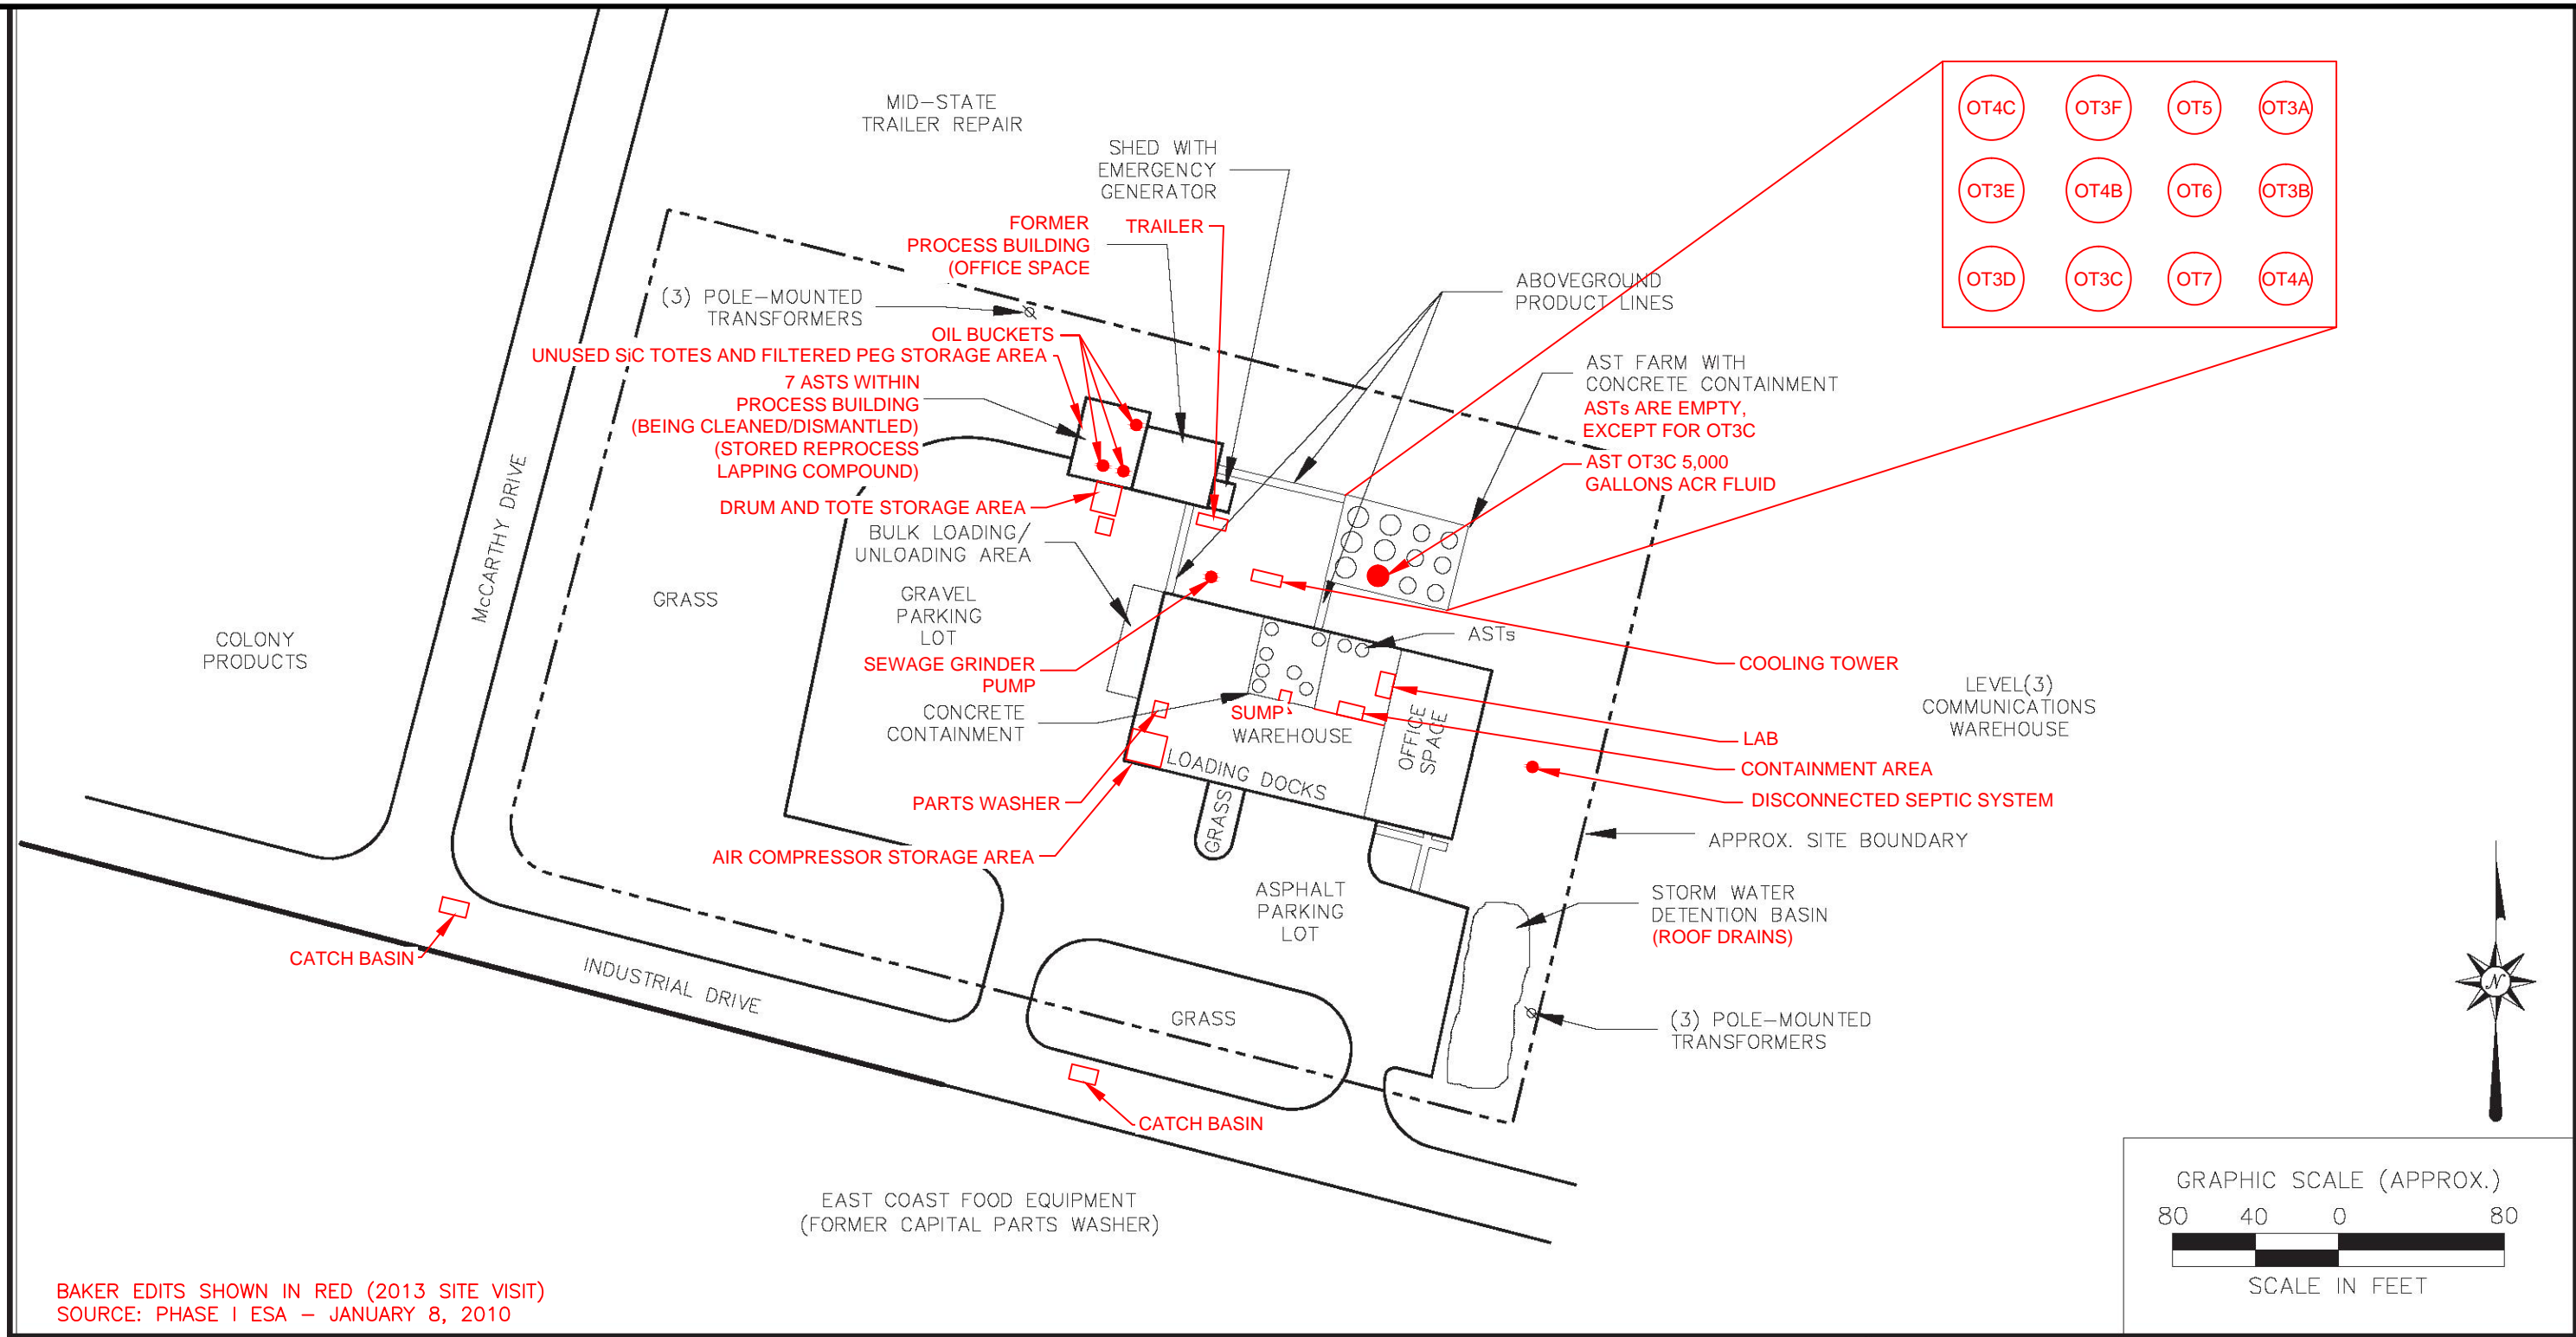 MID-STATE
TRAILER REPAIR
SHED WITH
EMERGENCY
GENERATOR
FORMER
PROCESS BUILDING
(OFFICE SPACE
TRAILER
(3) POLE-MOUNTED
TRANSFORMERS
OIL BUCKETS
UNUSED SiC TOTES AND FILTERED PEG STORAGE AREA
7 ASTS WITHIN
PROCESS BUILDING
(BEING CLEANED/DISMANTLED)
(STORED REPROCESS
LAPPING COMPOUND)
DRUM AND TOTE STORAGE AREA
BULK LOADING/
UNLOADING AREA
GRAVEL
PARKING
LOT
SEWAGE GRINDER
PUMP
CONCRETE
CONTAINMENT
PARTS WASHER
AIR COMPRESSOR STORAGE AREA
OT4C OT3F OT5 OT3A
OT3E OT4B OT6 OT3B
OT3D OT3C OT7 OT4A
ABOVEGROUND
PRODUCT LINES
AST FARM WITH
CONCRETE CONTAINMENT
ASTs ARE EMPTY,
EXCEPT FOR OT3C
AST OT3C 5,000
GALLONS ACR FLUID
ASTs
COOLING TOWER
LEVEL(3)
COMMUNICATIONS
WAREHOUSE
LAB
CONTAINMENT AREA
DISCONNECTED SEPTIC SYSTEM
APPROX. SITE BOUNDARY
STORM WATER
DETENTION BASIN
(ROOF DRAINS)
(3) POLE-MOUNTED
TRANSFORMERS
SUMP
WAREHOUSE
OFFICE
SPACE
LOADING DOCKS
GRASS
ASPHALT
PARKING
LOT
GRASS
GRASS
McCARTHY DRIVE
COLONY
PRODUCTS
CATCH BASIN
INDUSTRIAL DRIVE
CATCH BASIN
EAST COAST FOOD EQUIPMENT
(FORMER CAPITAL PARTS WASHER)
N
GRAPHIC SCALE (APPROX.)
80 40 0 80
SCALE IN FEET
BAKER EDITS SHOWN IN RED (2013 SITE VISIT)
SOURCE: PHASE I ESA - JANUARY 8, 2010